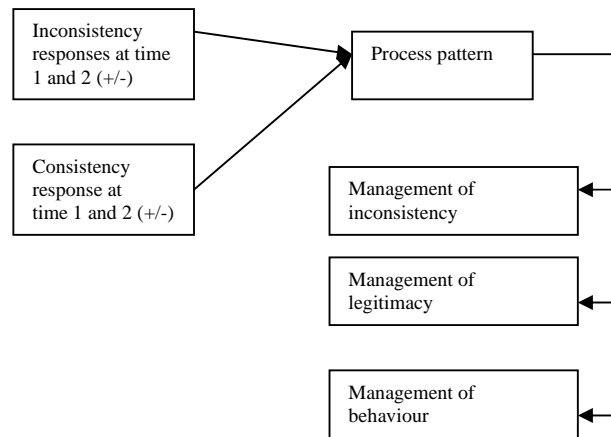 Inconsistency
responses at time
1 and 2 (+/-)
Process pattern
Consistency
response at
time 1 and 2 (+/-)
Management of
inconsistency
Management of
legitimacy
Management of
behaviour